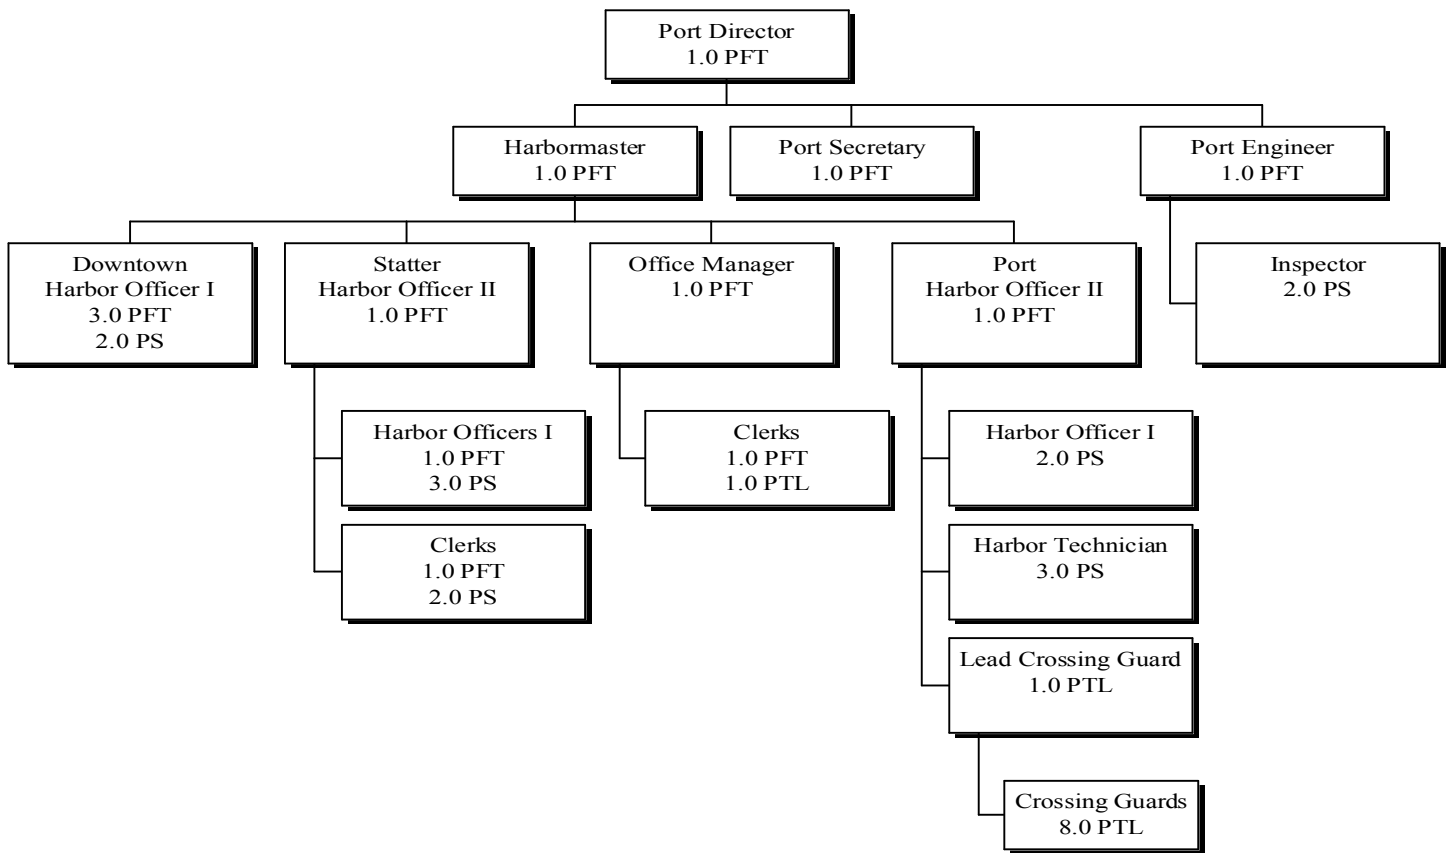 Port Director
1.0 PFT
Harbormaster
1.0 PFT
Port Secretary
1.0 PFT
Port Engineer
1.0 PFT
Downtown
Harbor Officer I
3.0 PFT
2.0 PS
Statter
Harbor Officer II
1.0 PFT
Office Manager
1.0 PFT
Port
Harbor Officer II
1.0 PFT
Inspector
2.0 PS
Harbor Officers I
1.0 PFT
3.0 PS
Clerks
1.0 PFT
1.0 PTL
Harbor Officer I
2.0 PS
Clerks
1.0 PFT
2.0 PS
Harbor Technician
3.0 PS
Lead Crossing Guard
1.0 PTL
Crossing Guards
8.0 PTL